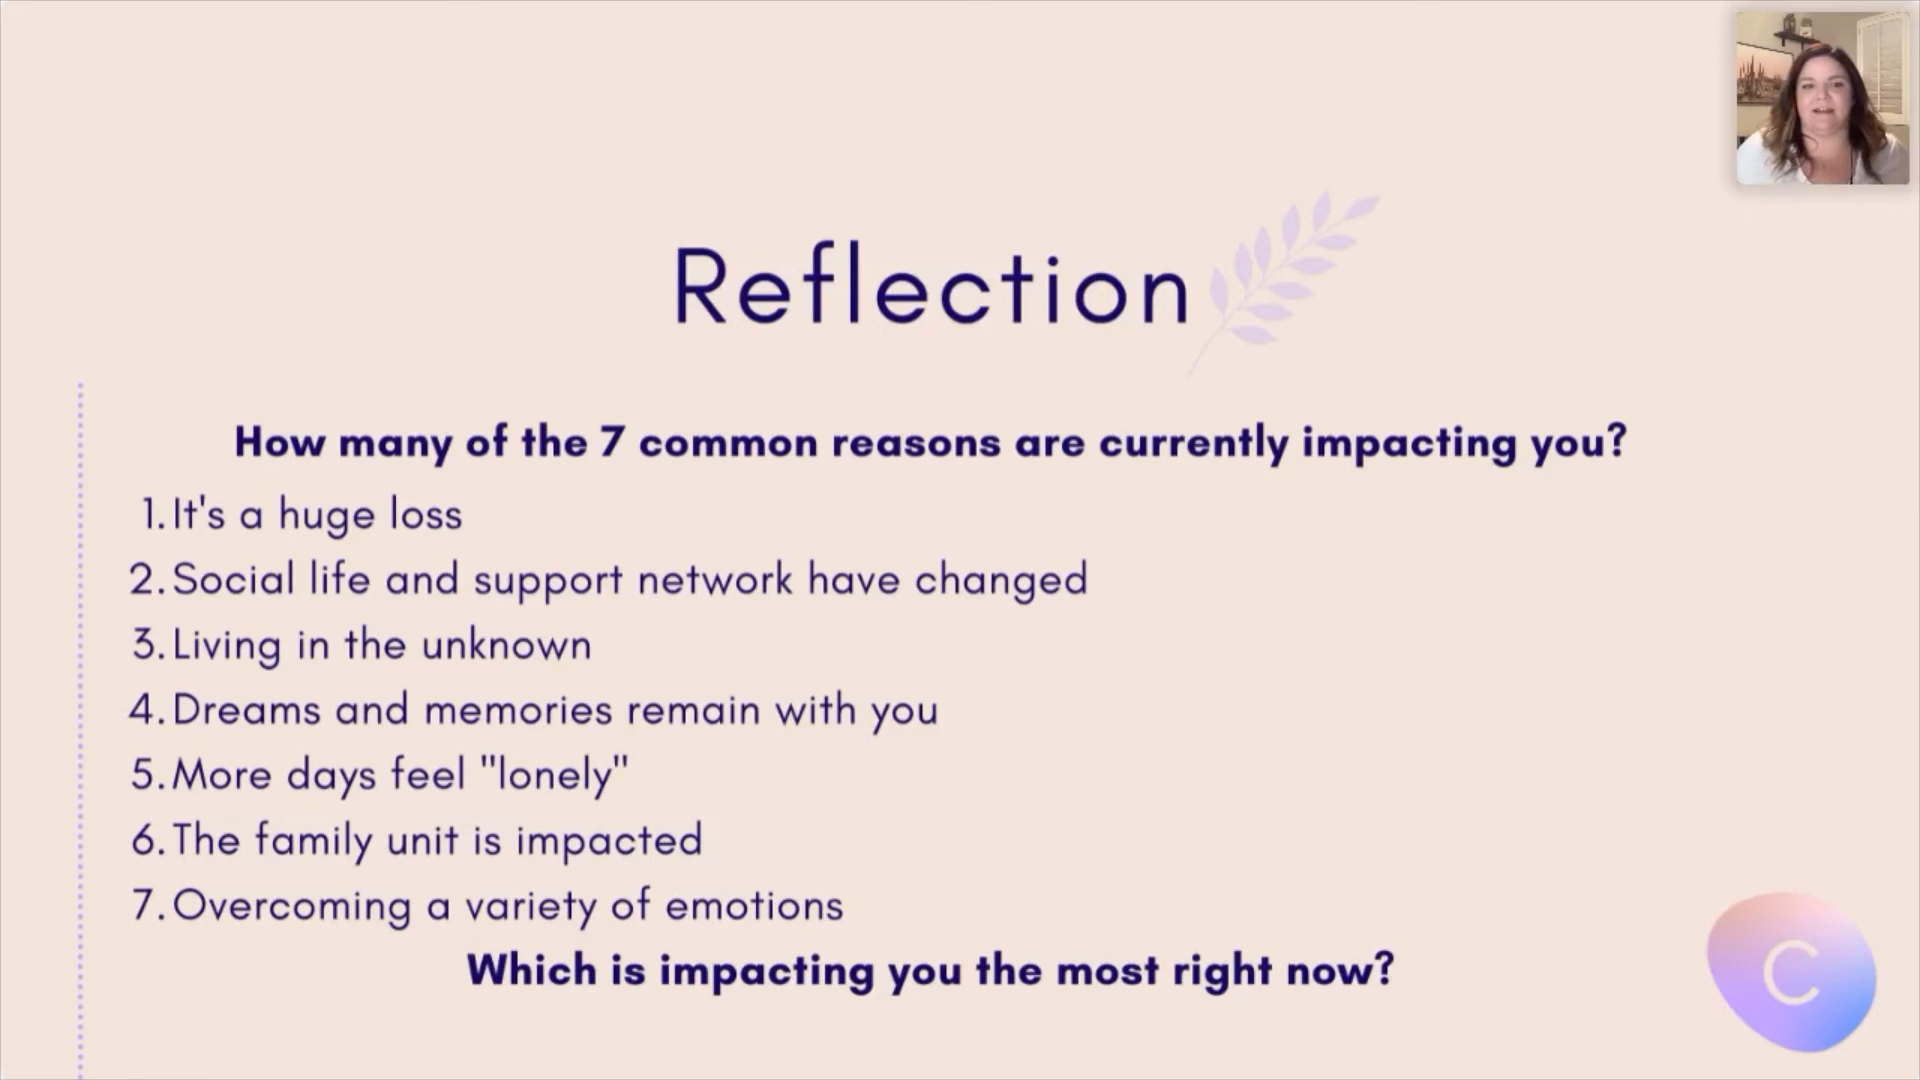 Reflection
How many of the 7 common reasons are currently impacting you?
1. It's a huge loss
2. Social life and support network have changed
3. Living in the unknown
4. Dreams and memories remain with you
5. More days feel "lonely"
6. The family unit is impacted
7. Overcoming a variety of emotions
Which is impacting you the most right now?
C